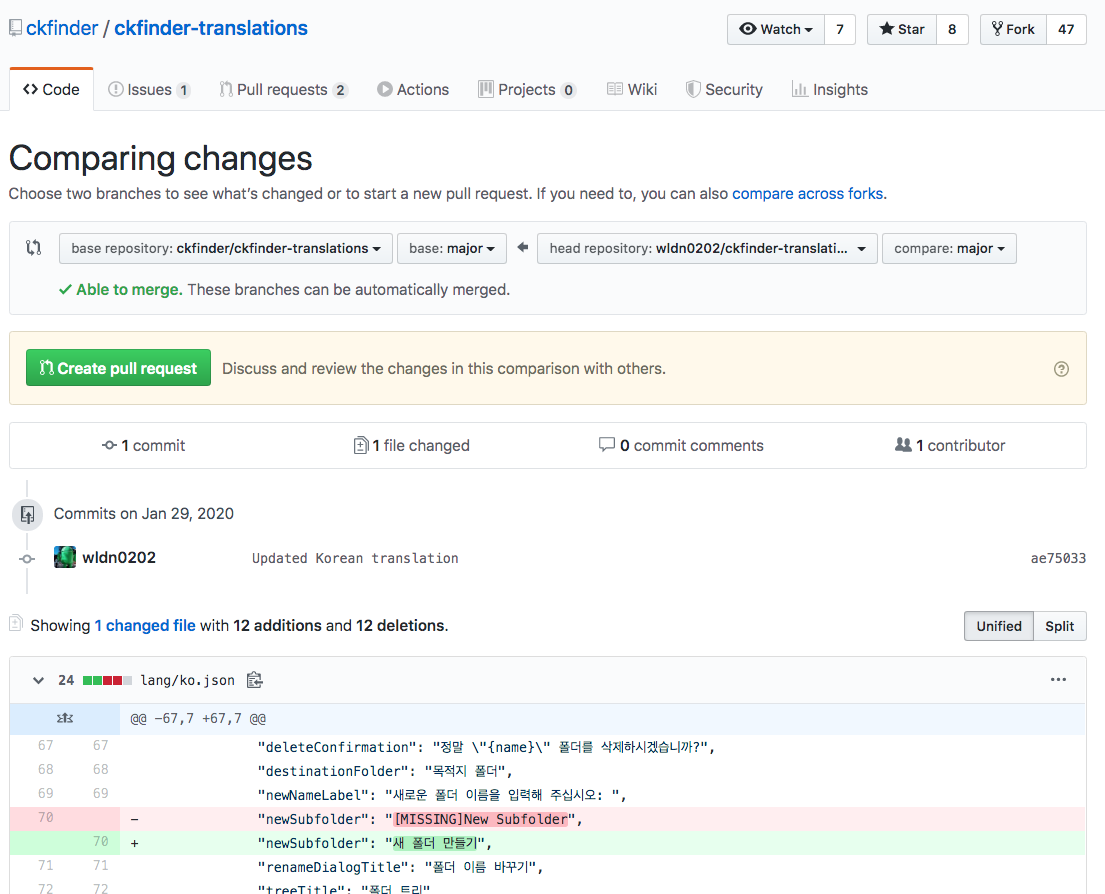 ckfinder / ckfinder-translations
Watch 7 Star 8 Fork 47
Code Issues 1 Pull requests 2 Actions Projects 0 Wiki Security Insights
Comparing changes
Choose two branches to see what's changed or to start a new pull request. If you need to, you can also compare across forks.
base repository: ckfinder/ckfinder-translations base: major head repository: wldn0202/ckfinder-translati... compare: major
Able to merge. These branches can be automatically merged.
Create pull request Discuss and review the changes in this comparison with others.
1 commit 1 file changed 0 commit comments 1 contributor
Commits on Jan 29, 2020
wldn0202 Updated Korean translation ae75033
Showing 1 changed file with 12 additions and 12 deletions. Unified Split
24 lang/ko.json
@@ -67,7 +67,7 @@
67 67 "deleteConfirmation": "정말 \"{name}\" 폴더를 삭제하시겠습니까?",
68 68 "destinationFolder": "목적지 폴더",
69 69 "newNameLabel": "새로운 폴더 이름을 입력해 주십시오: ",
70 - "newSubfolder": "[MISSING]New Subfolder",
70 + "newSubfolder": "새 폴더 만들기",
71 71 "renameDialogTitle": "폴더 이름 바꾸기",
72 72 "treeTitle": "폴더 트리"